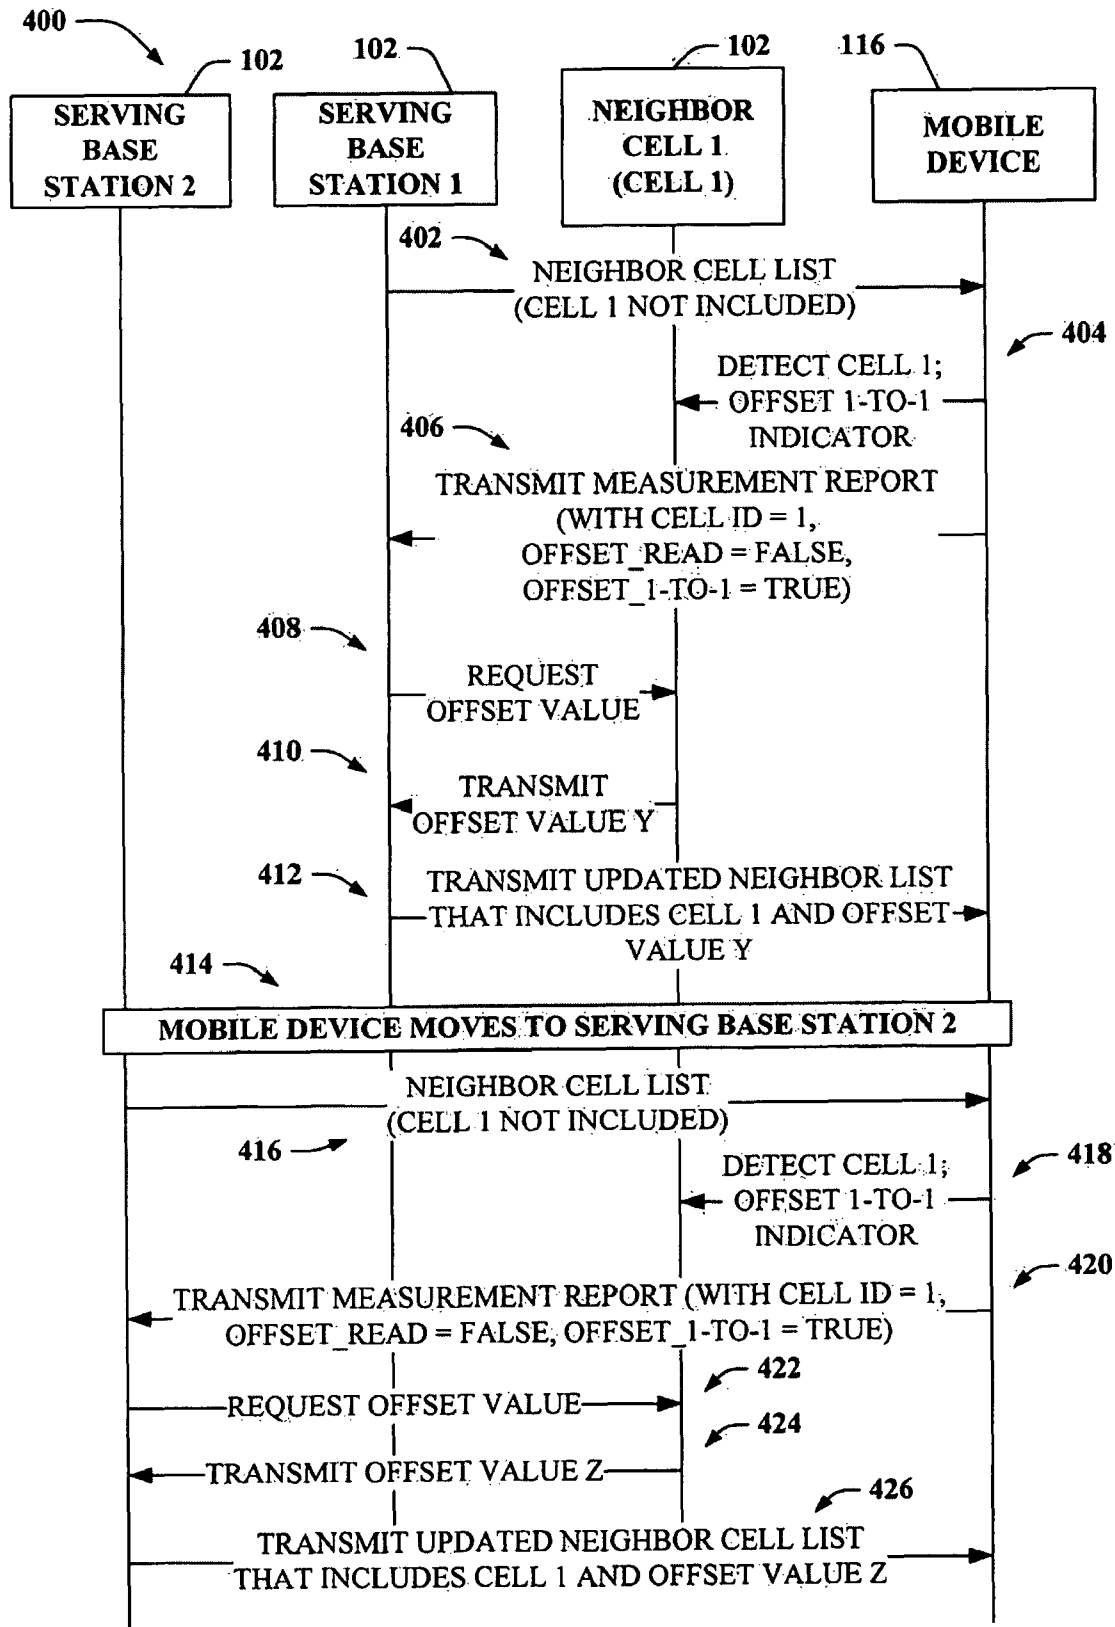 400
102
102
102
116
SERVING
BASE
STATION 2
SERVING
BASE
STATION 1
NEIGHBOR
CELL 1
(CELL 1)
MOBILE
DEVICE
402
NEIGHBOR CELL LIST
(CELL 1 NOT INCLUDED)
404
DETECT CELL 1;
OFFSET 1-TO-1
INDICATOR
406
TRANSMIT MEASUREMENT REPORT
(WITH CELL ID = 1,
OFFSET_READ = FALSE,
OFFSET_1-TO-1 = TRUE)
408
REQUEST
OFFSET VALUE
410
TRANSMIT
OFFSET VALUE Y
412
TRANSMIT UPDATED NEIGHBOR LIST
THAT INCLUDES CELL 1 AND OFFSET
VALUE Y
414
MOBILE DEVICE MOVES TO SERVING BASE STATION 2
NEIGHBOR CELL LIST
(CELL 1 NOT INCLUDED)
416
418
DETECT CELL 1;
OFFSET 1-TO-1
INDICATOR
420
TRANSMIT MEASUREMENT REPORT (WITH CELL ID = 1,
OFFSET_READ = FALSE, OFFSET_1-TO-1 = TRUE)
422
REQUEST OFFSET VALUE
424
TRANSMIT OFFSET VALUE Z
426
TRANSMIT UPDATED NEIGHBOR CELL LIST
THAT INCLUDES CELL 1 AND OFFSET VALUE Z